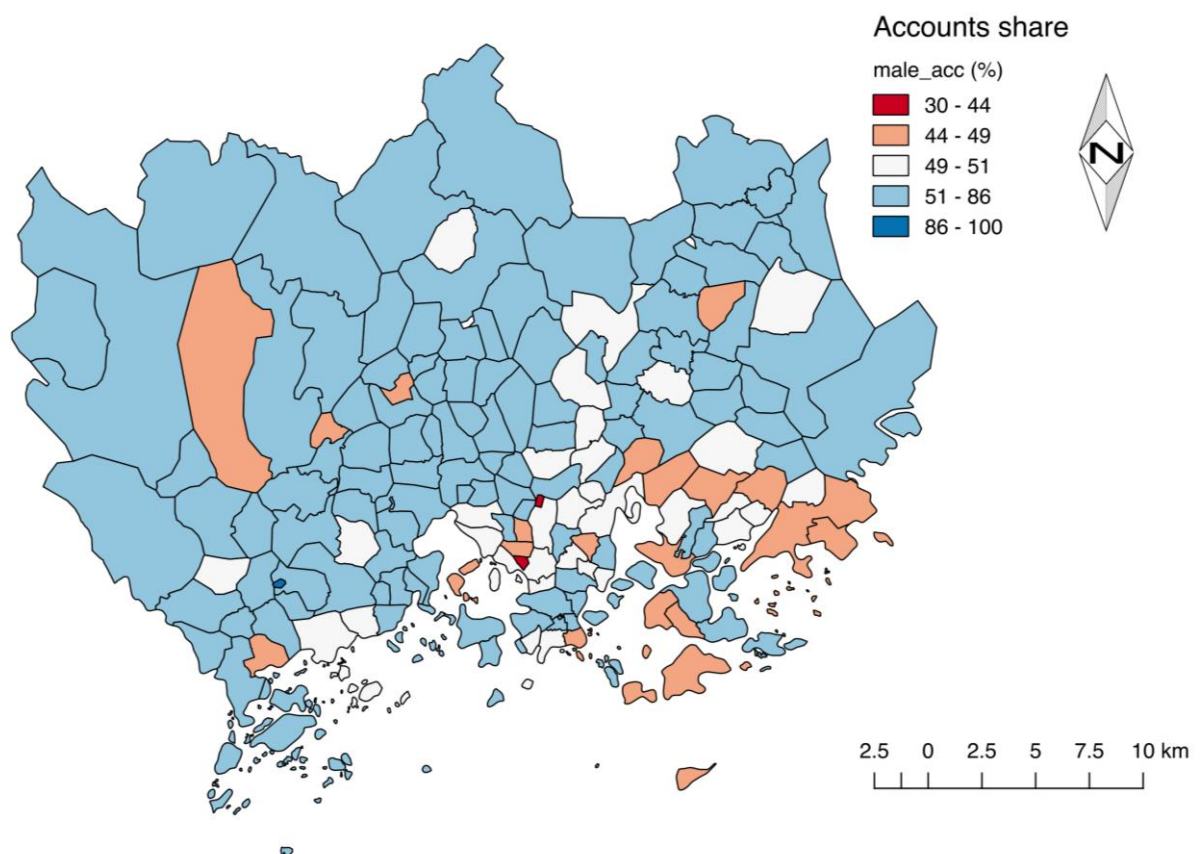 Accounts share
male_acc (%)
30 - 44
44 - 49
49 - 51
51 - 86
86 - 100
N
2.5 0 2.5 5 7.5 10 km